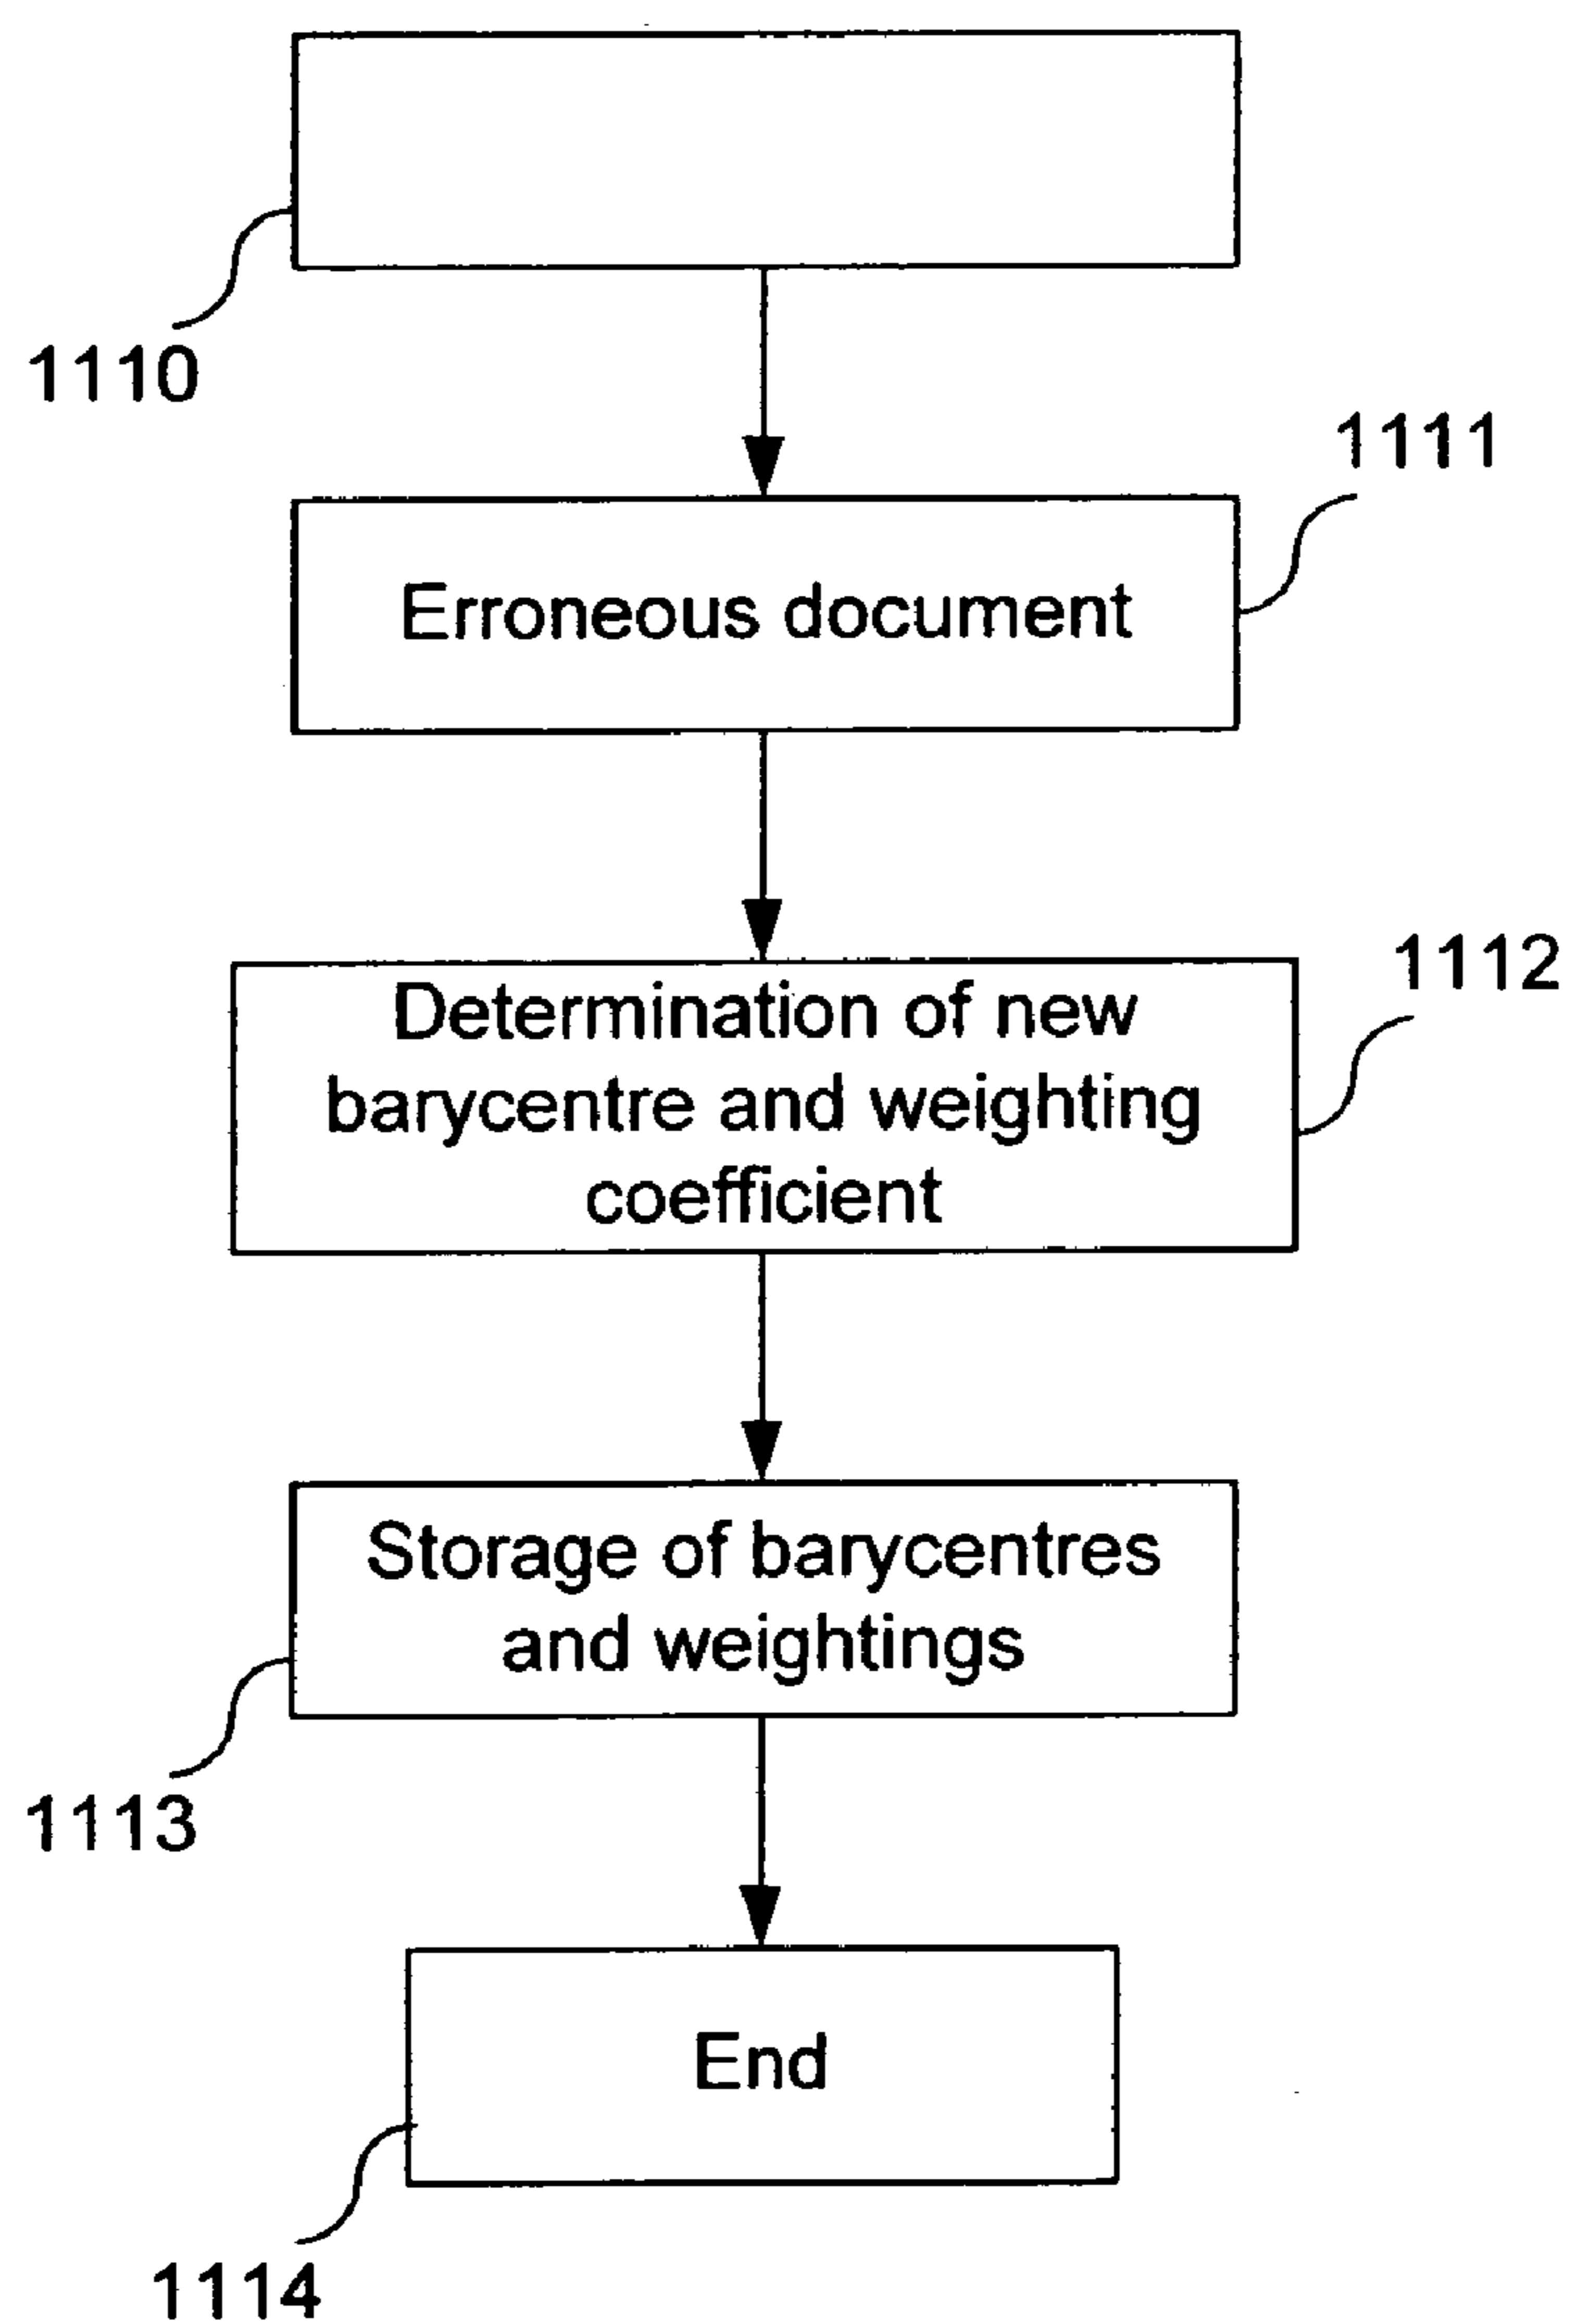 1110
1111
Erroneous document
1112
Determination of new
barycentre and weighting
coefficient
Storage of barycentres
and weightings
1113
End
1114